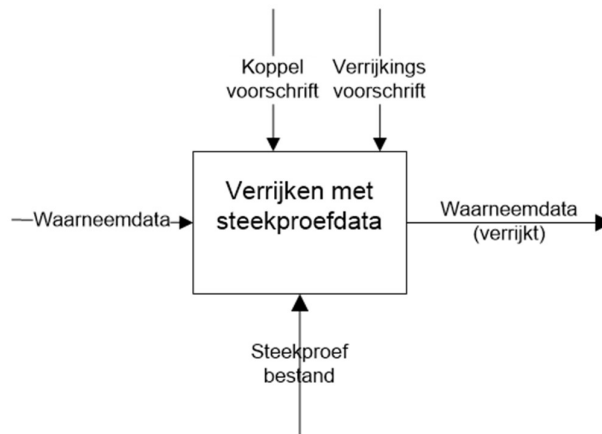 Koppel
voorschrift
Verrijkings
voorschrift
Verrijken met
steekproefdata
Waarneemdata
Waarneemdata
(verrijkt)
Steekproef
bestand